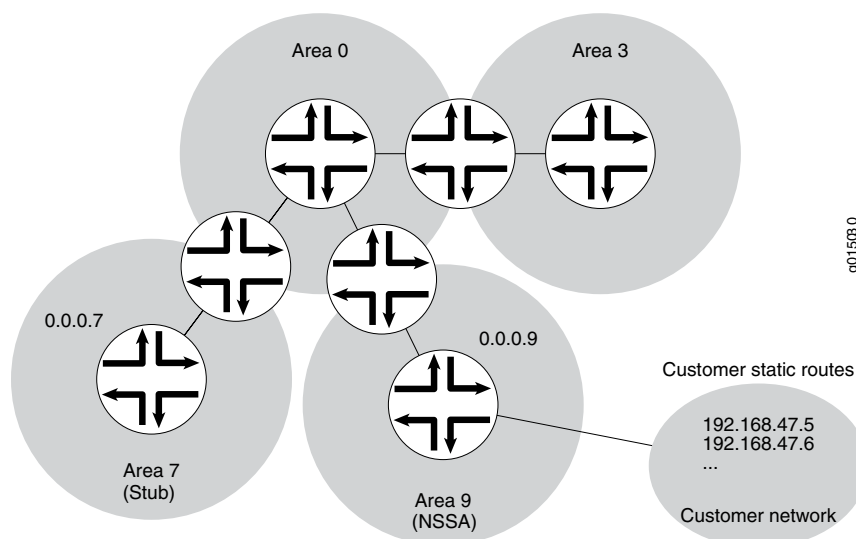 Area 0
Area 3
g015030
0.0.0.7
0.0.0.9
Customer static routes
192.168.47.5
192.168.47.6
...
Area 7
(Stub)
Area 9
(NSSA)
Customer network